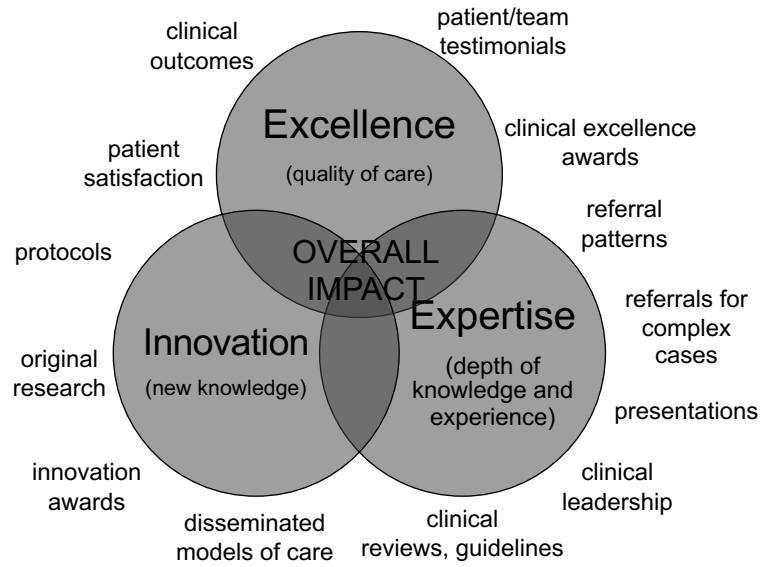 clinical
outcomes
patient/team
testimonials
Excellence
(quality of care)
clinical excellence
awards
patient
satisfaction
referral
patterns
protocols
OVERALL
IMPACT
referrals for
complex
cases
Innovation
(new knowledge)
Expertise
(depth of
knowledge and
experience)
original
research
presentations
innovation
awards
clinical
leadership
disseminated
models of care
clinical
reviews, guidelines